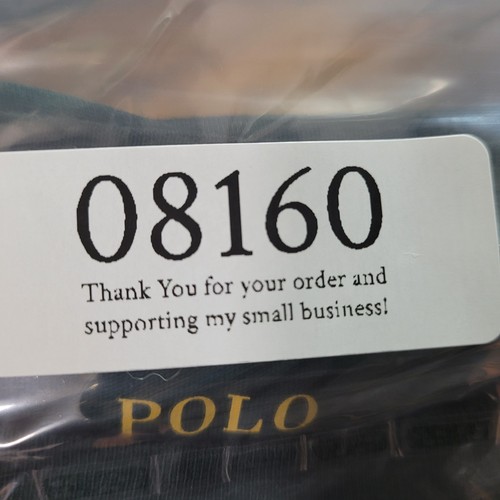 08160
Thank You for your order and
supporting my small business!
POLO